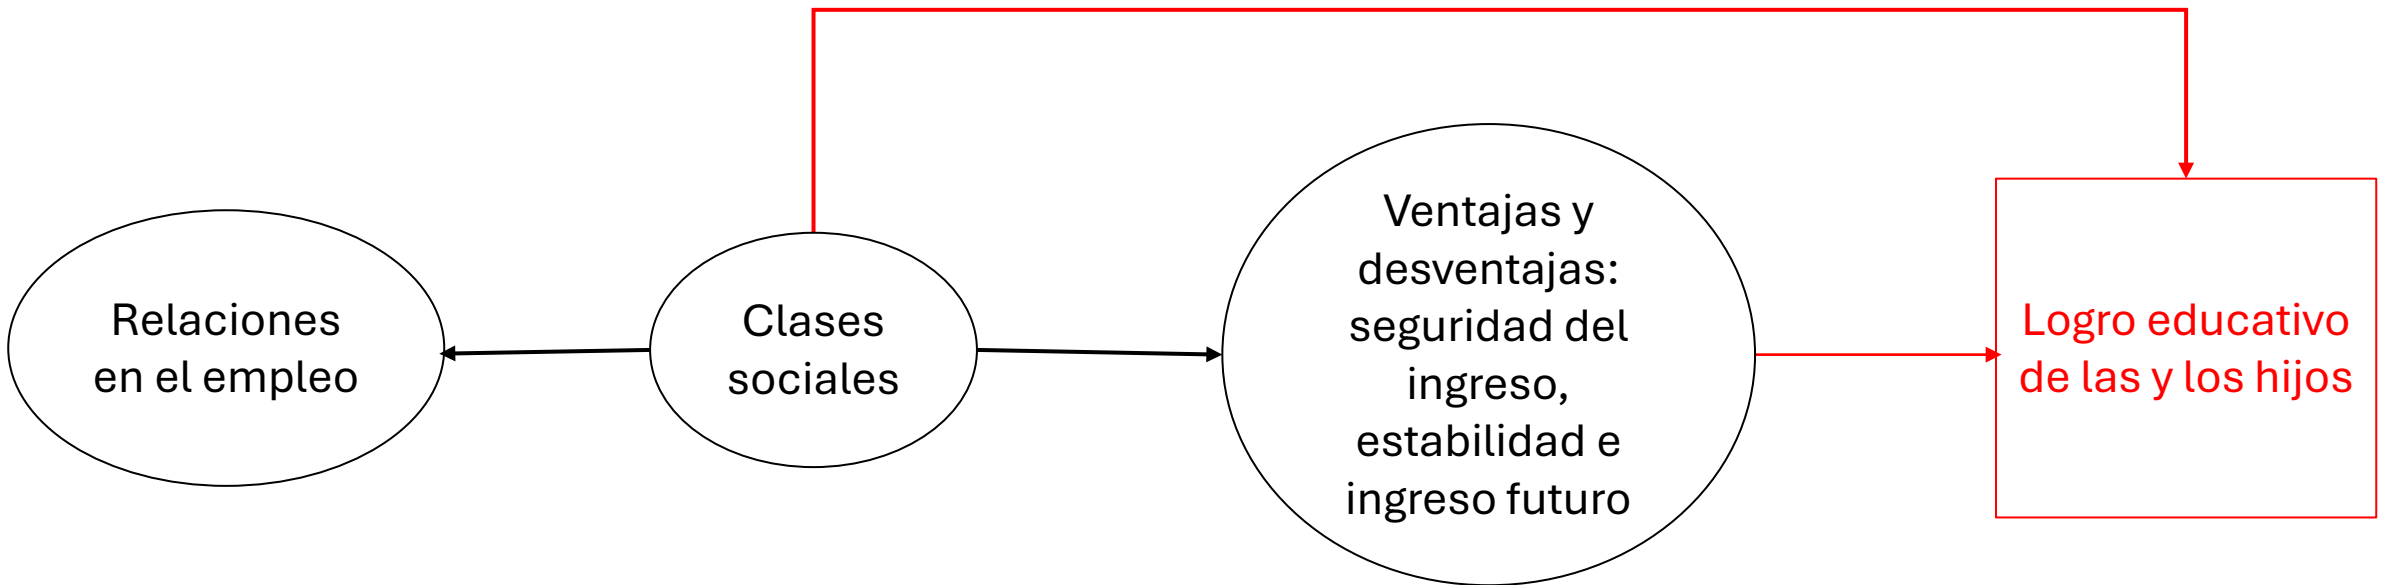 Relaciones
en el empleo
Clases
sociales
Ventajas y
desventajas:
seguridad del
ingreso,
estabilidad e
ingreso futuro
Logro educativo
de las y los hijos